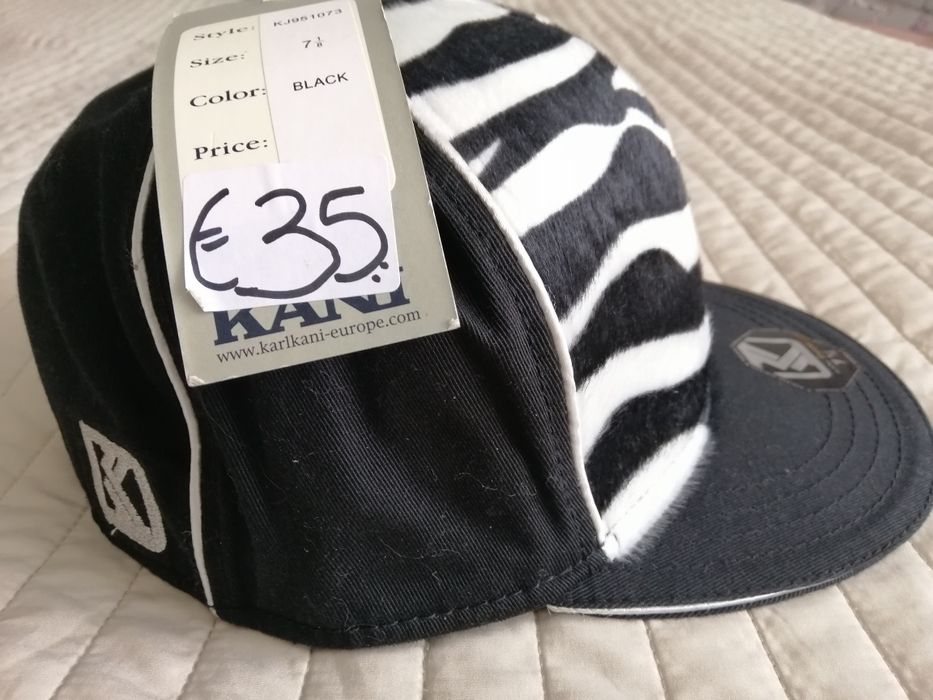 Style: KJ951073
Size: 7 1/8
Color: BLACK
Price:
€35
KANI
www.karlkani-europe.com